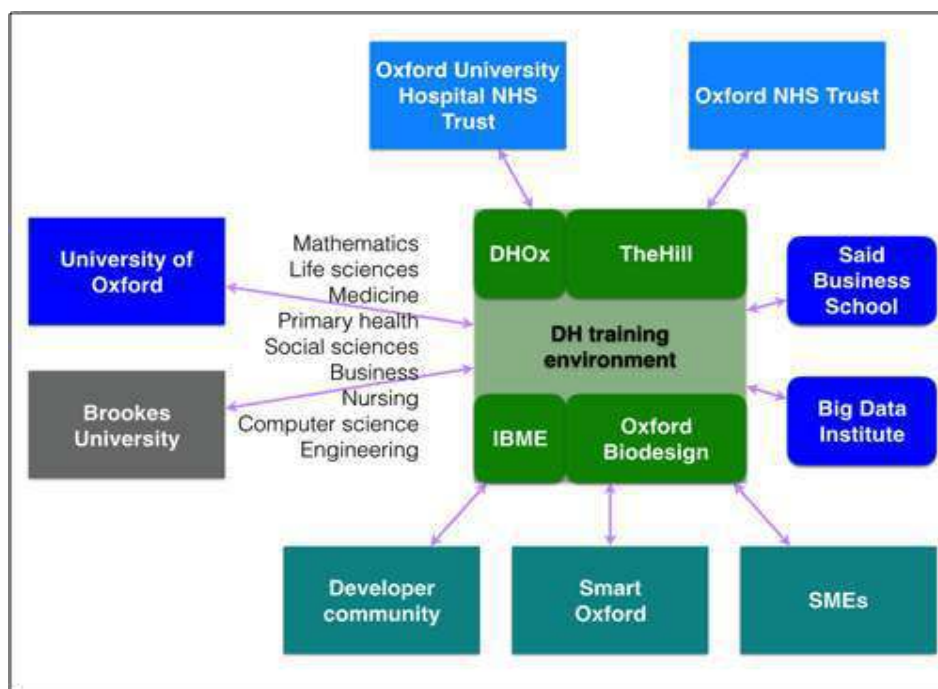 Oxford University
Hospital NHS
Trust
Oxford NHS Trust
University of
Oxford
Mathematics
Life sciences
Medicine
Primary health
Social sciences
Business
Nursing
Computer science
Engineering
DHOx
TheHill
Said
Business
School
DH training
environment
Brookes
University
IBME
Oxford
Biodesign
Big Data
Institute
Developer
community
Smart
Oxford
SMEs